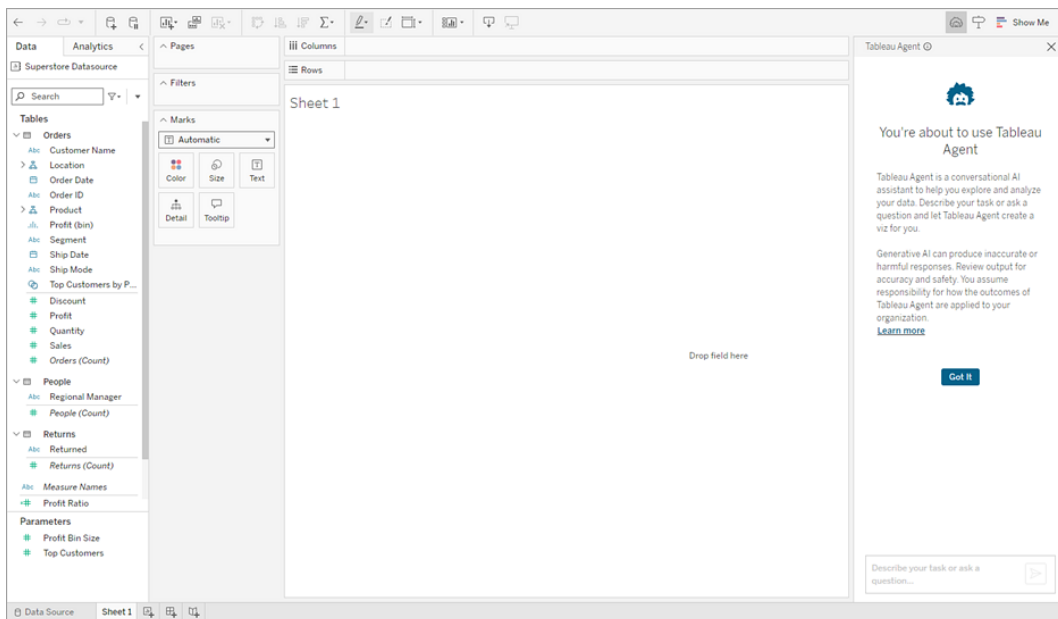 Show Me
Data Analytics
Superstore Datasource
Search
Tables
Orders
Abc Customer Name
Location
Order Date
Abc Order ID
Product
Profit (bin)
Abc Segment
Ship Date
Abc Ship Mode
Top Customers by P...
# Discount
# Profit
# Quantity
# Sales
# Orders (Count)
People
Abc Regional Manager
# People (Count)
Returns
Abc Returned
# Returns (Count)
Abc Measure Names
=# Profit Ratio
Parameters
# Profit Bin Size
# Top Customers
Pages
Filters
Marks
Automatic
Color Size Text
Detail Tooltip
Columns
Rows
Sheet 1
Drop field here
Tableau Agent
You're about to use Tableau
Agent
Tableau Agent is a conversational AI
assistant to help you explore and analyze
your data. Describe your task or ask a
question and let Tableau Agent create a
viz for you.
Generative AI can produce inaccurate or
harmful responses. Review output for
accuracy and safety. You assume
responsibility for how the outcomes of
Tableau Agent are applied to your
organization.
Learn more
Got It
Describe your task or ask a
question...
Data Source Sheet 1